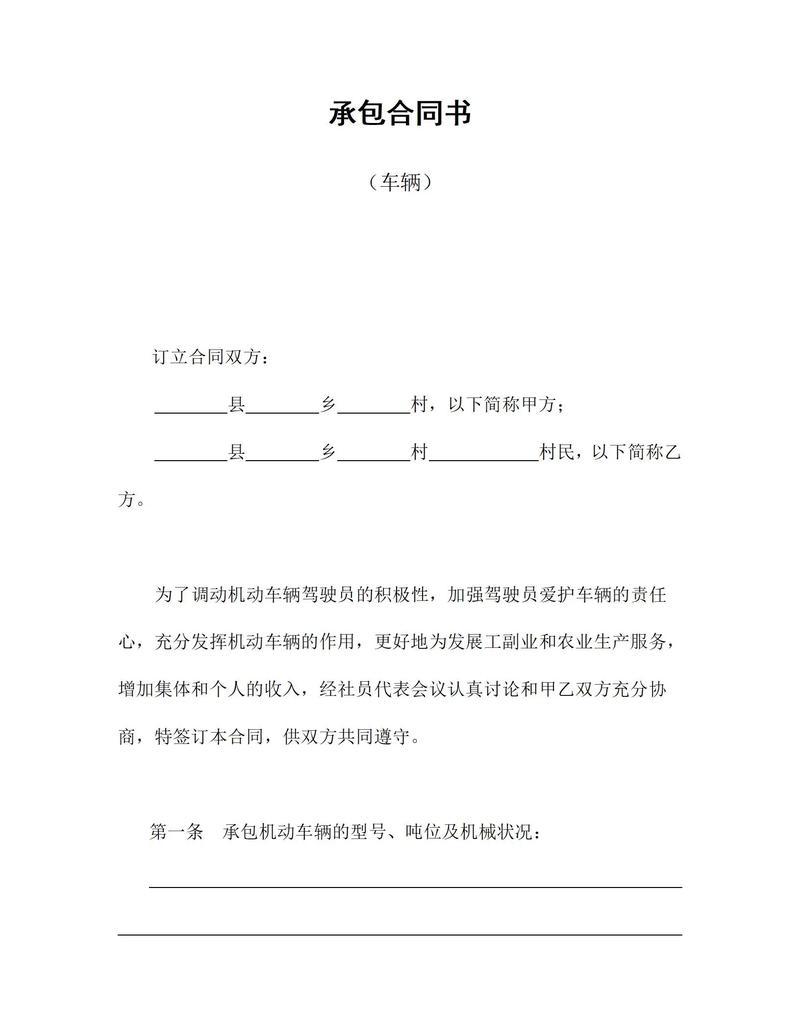 承包合同书
（车辆）
订立合同双方：
________县________乡________村，以下简称甲方；
________县________乡________村____________村民，以下简称乙
方。
为了调动机动车辆驾驶员的积极性，加强驾驶员爱护车辆的责任
心，充分发挥机动车辆的作用，更好地为发展工副业和农业生产服务，
增加集体和个人的收入，经社员代表会议认真讨论和甲乙双方充分协
商，特签订本合同，供双方共同遵守。
第一条　承包机动车辆的型号、吨位及机械状况：